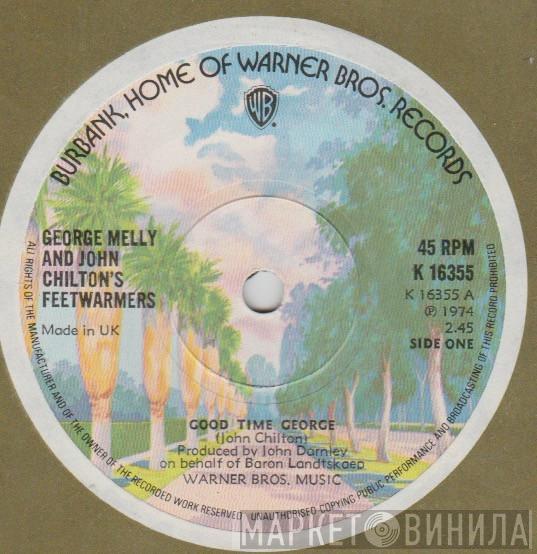 BURBANK, HOME OF WARNER BROS. RECORDS
WB
GEORGE MELLY
AND JOHN
CHILTON'S
FEETWARMERS
Made in UK
45 RPM
K 16355
K 16355 A
℗ 1974
2.45
SIDE ONE
GOOD TIME GEORGE
(John Chilton)
Produced by John Darnley
on behalf of Baron Landtskaep
WARNER BROS. MUSIC
ALL RIGHTS OF THE MANUFACTURER AND OF THE OWNER OF THE RECORDED WORK RESERVED · UNAUTHORISED COPYING PUBLIC PERFORMANCE AND BROADCASTING OF THIS RECORD PROHIBITED
МАРКЕТ ВИНИЛА